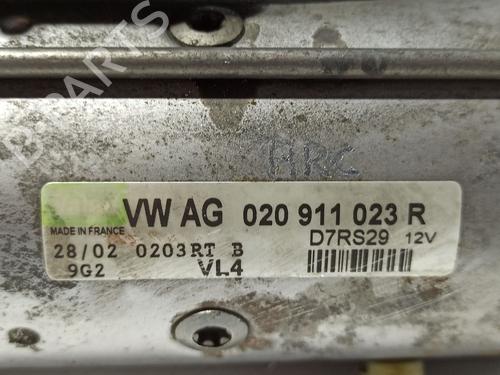 B-PARTS
HRC
VW AG 020 911 023 R
MADE IN FRANCE D7RS29 12V
28/02 0203RT B
9G2 VL4